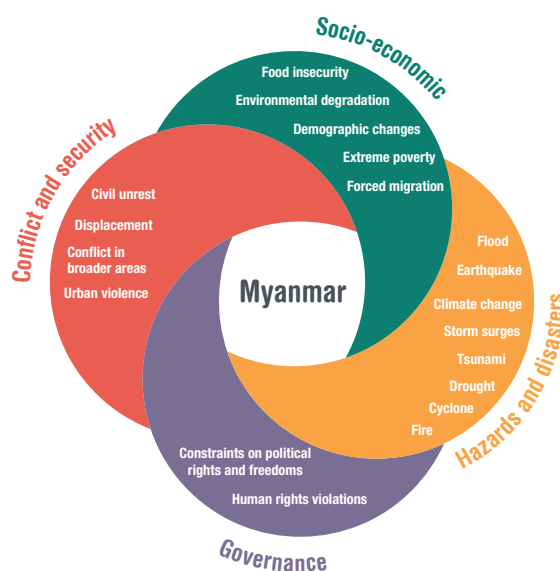 Socio-economic
Food insecurity
Environmental degradation
Demographic changes
Extreme poverty
Forced migration
Conflict and security
Civil unrest
Displacement
Conflict in
broader areas
Urban violence
Myanmar
Hazards and disasters
Flood
Earthquake
Climate change
Storm surges
Tsunami
Drought
Cyclone
Fire
Constraints on political
rights and freedoms
Human rights violations
Governance